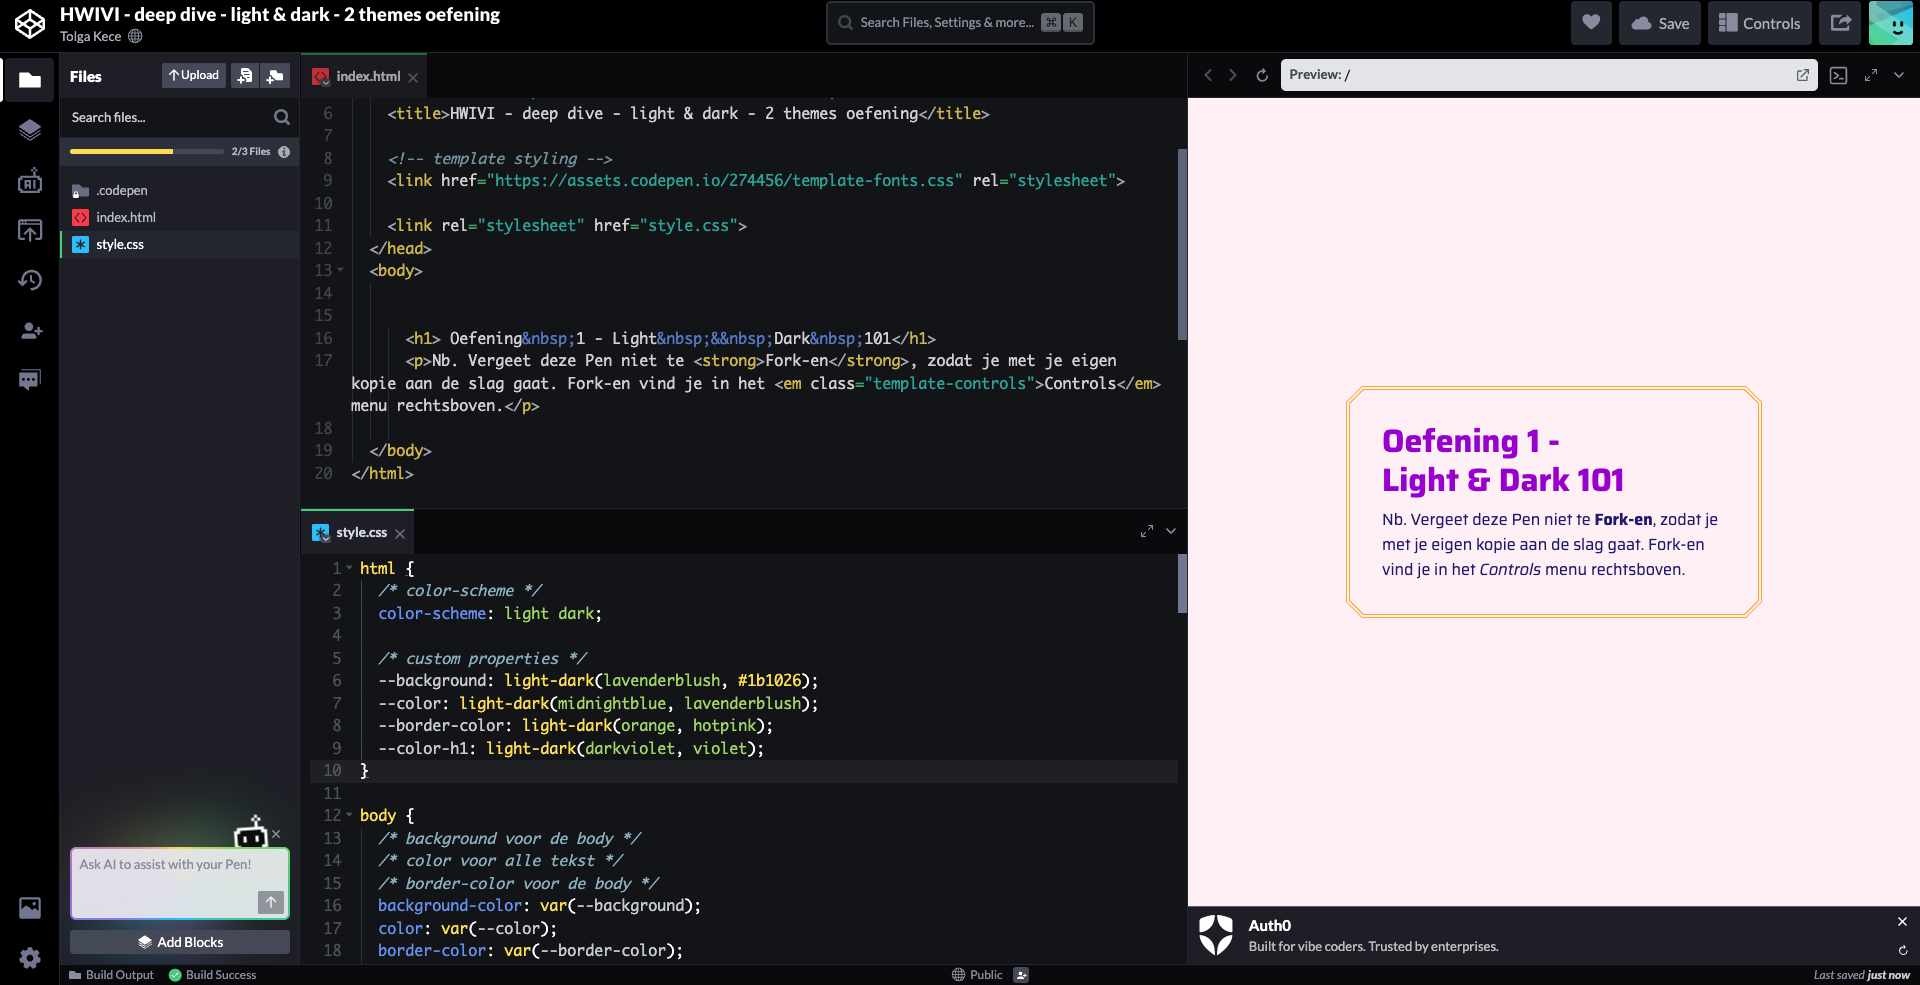 HWIVI - deep dive - light & dark - 2 themes oefening
Tolga Kece
Search Files, Settings & more... ⌘ K
Save
Controls
Files
Upload
Search files...
2/3 Files
.codepen
index.html
style.css
Ask AI to assist with your Pen!
Add Blocks
index.html
6 <title>HWIVI - deep dive - light & dark - 2 themes oefening</title>
7
8 <!-- template styling -->
9 <link href="https://assets.codepen.io/274456/template-fonts.css" rel="stylesheet">
10
11 <link rel="stylesheet" href="style.css">
12 </head>
13 <body>
14
15
16 <h1> Oefening&nbsp;1 - Light&nbsp;&&nbsp;Dark&nbsp;101</h1>
17 <p>Nb. Vergeet deze Pen niet te <strong>Fork-en</strong>, zodat je met je eigen
kopie aan de slag gaat. Fork-en vind je in het <em class="template-controls">Controls</em>
menu rechtsboven.</p>
18
19 </body>
20 </html>
style.css
1 html {
2 /* color-scheme */
3 color-scheme: light dark;
4
5 /* custom properties */
6 --background: light-dark(lavenderblush, #1b1026);
7 --color: light-dark(midnightblue, lavenderblush);
8 --border-color: light-dark(orange, hotpink);
9 --color-h1: light-dark(darkviolet, violet);
10 }
11
12 body {
13 /* background voor de body */
14 /* color voor alle tekst */
15 /* border-color voor de body */
16 background-color: var(--background);
17 color: var(--color);
18 border-color: var(--border-color);
Preview: /
Oefening 1 -
Light & Dark 101
Nb. Vergeet deze Pen niet te Fork-en, zodat je
met je eigen kopie aan de slag gaat. Fork-en
vind je in het Controls menu rechtsboven.
Auth0
Built for vibe coders. Trusted by enterprises.
Build Output
Build Success
Public
Last saved just now